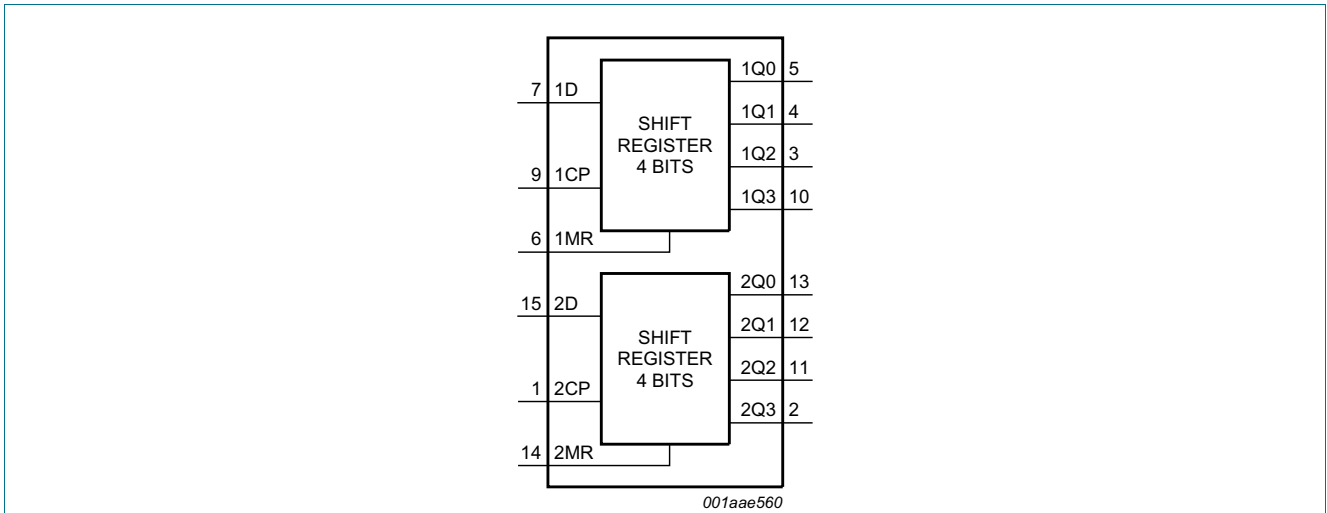 1Q0 5
7 1D
1Q1 4
SHIFT
REGISTER
4 BITS
1Q2 3
9 1CP
1Q3 10
6 1MR
2Q0 13
15 2D
2Q1 12
SHIFT
REGISTER
4 BITS
2Q2 11
1 2CP
2Q3 2
14 2MR
001aae560